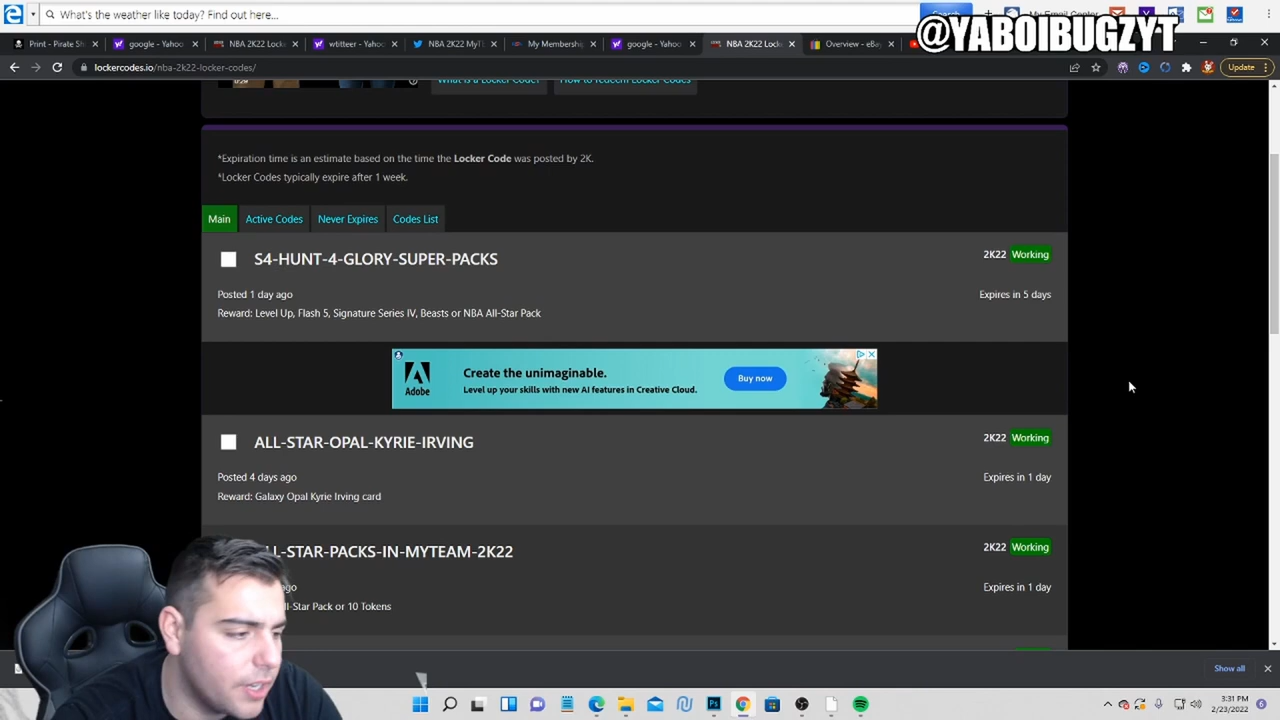 What's the weather like today? Find out here...
Search
My Email Center
@YABOIBUGZYT
Print - Pirate Sh
google - Yahoo
NBA 2K22 Lock
wtitteer - Yahoo
NBA 2K22 My
My Membership
google - Yahoo
NBA 2K22 Lock
Overview - eBay
lockercodes.io/nba-2k22-locker-codes/
Update
What is a Locker Code?
How to redeem Locker Codes
*Expiration time is an estimate based on the time the Locker Code was posted by 2K.
*Locker Codes typically expire after 1 week.
Main
Active Codes
Never Expires
Codes List
S4-HUNT-4-GLORY-SUPER-PACKS
2K22 Working
Posted 1 day ago
Expires in 5 days
Reward: Level Up, Flash 5, Signature Series IV, Beasts or NBA All-Star Pack
Adobe
Create the unimaginable.
Level up your skills with new AI features in Creative Cloud.
Buy now
ALL-STAR-OPAL-KYRIE-IRVING
2K22 Working
Posted 4 days ago
Expires in 1 day
Reward: Galaxy Opal Kyrie Irving card
LL-STAR-PACKS-IN-MYTEAM-2K22
2K22 Working
ago
Expires in 1 day
ll-Star Pack or 10 Tokens
Show all
3:31 PM
2/23/2022